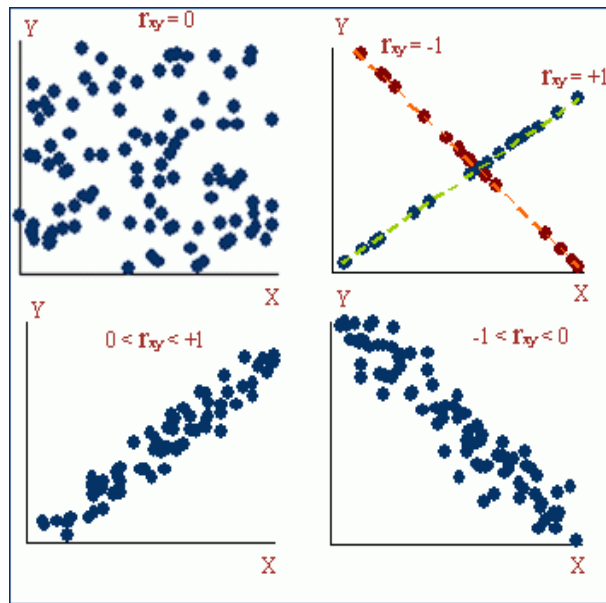 Y
r_xy = 0
X
r_xy = -1
r_xy = +1
Y
X
Y
0 < r_xy < +1
X
Y
-1 < r_xy < 0
X